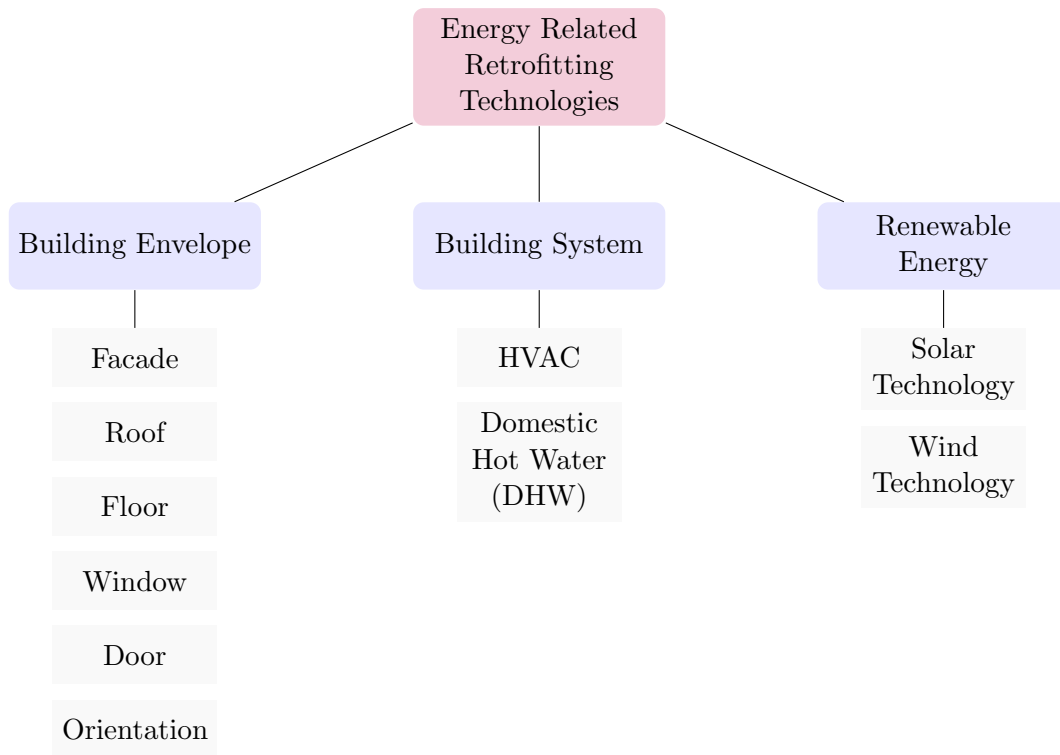 Energy Related
Retrofitting
Technologies
Building Envelope
Building System
Renewable
Energy
Facade
Roof
Floor
Window
Door
Orientation
HVAC
Domestic
Hot Water
(DHW)
Solar
Technology
Wind
Technology